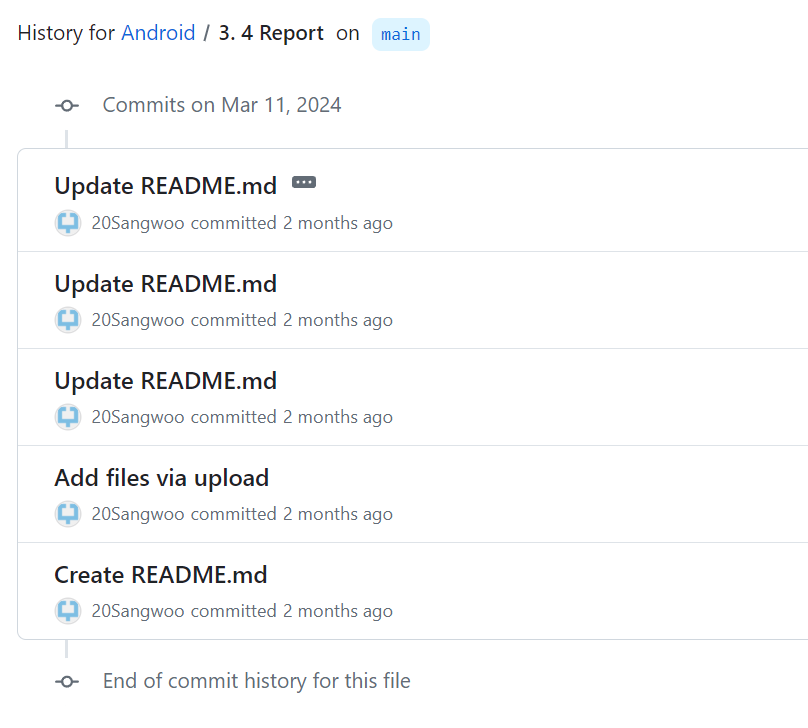 History for Android / 3. 4 Report on main
Commits on Mar 11, 2024
Update README.md
20Sangwoo committed 2 months ago
Update README.md
20Sangwoo committed 2 months ago
Update README.md
20Sangwoo committed 2 months ago
Add files via upload
20Sangwoo committed 2 months ago
Create README.md
20Sangwoo committed 2 months ago
End of commit history for this file